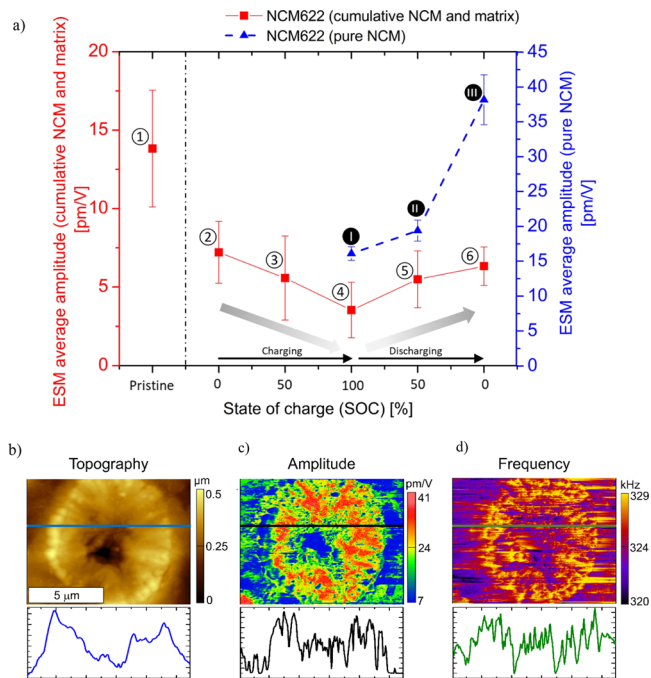 a)
NCM622 (cumulative NCM and matrix)
NCM622 (pure NCM)
ESM average amplitude (cumulative NCM and matrix)
[pm/V]
20
15
10
5
0
45
40
35
30
25
20
15
10
5
0
ESM average amplitude (pure NCM)
[pm/V]
1
2
3
4
5
6
I
II
III
Charging
Discharging
Pristine
0
50
100
50
0
State of charge (SOC) [%]
b)
Topography
µm
0.5
0.25
0
5 µm
c)
Amplitude
pm/V
41
24
7
d)
Frequency
kHz
329
324
320